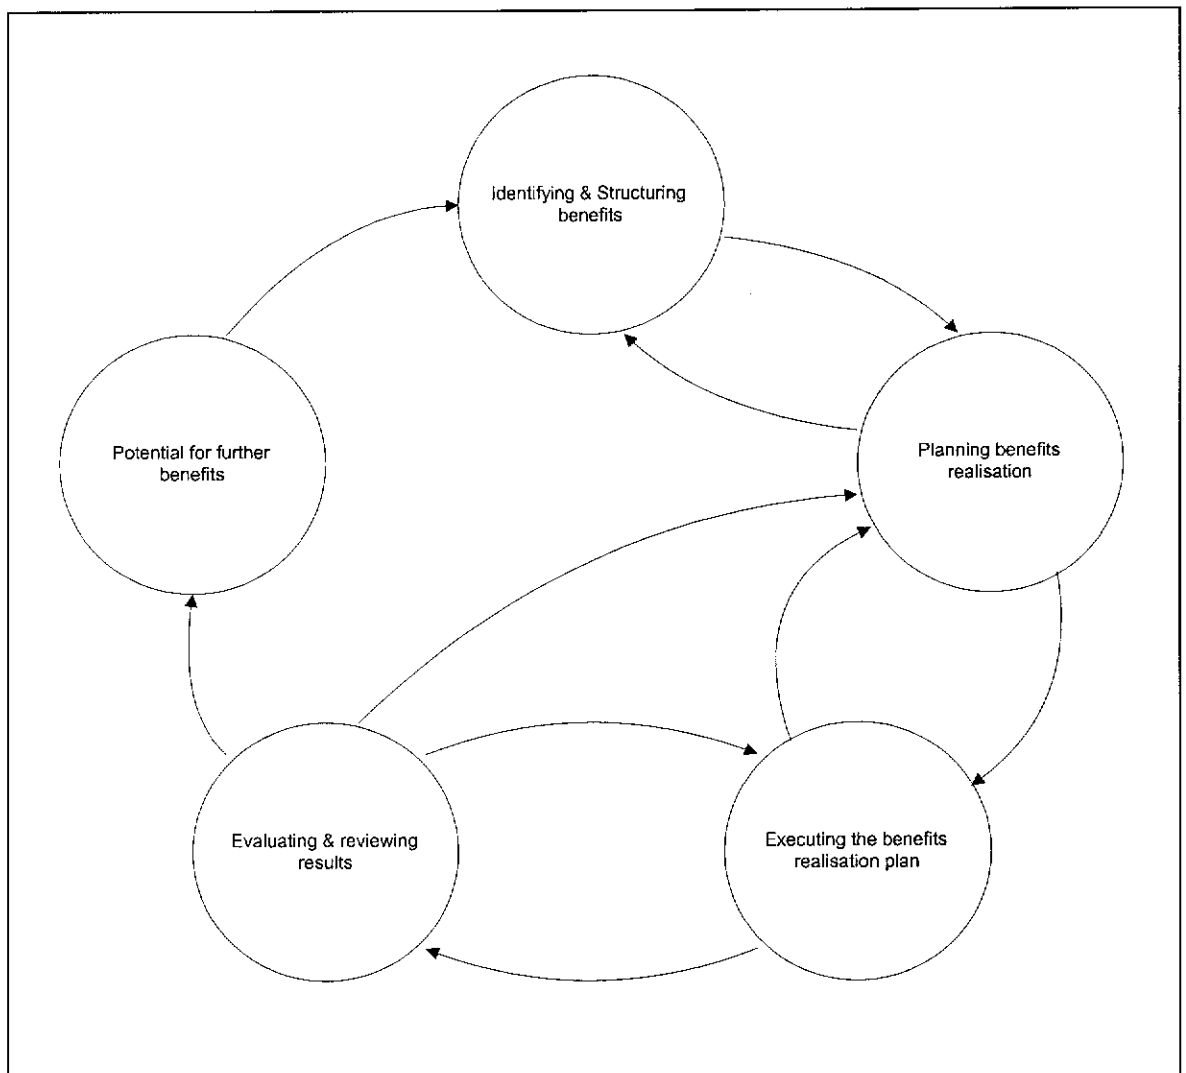 Identifying & Structuring
benefits
Potential for further
benefits
Planning benefits
realisation
Evaluating & reviewing
results
Executing the benefits
realisation plan